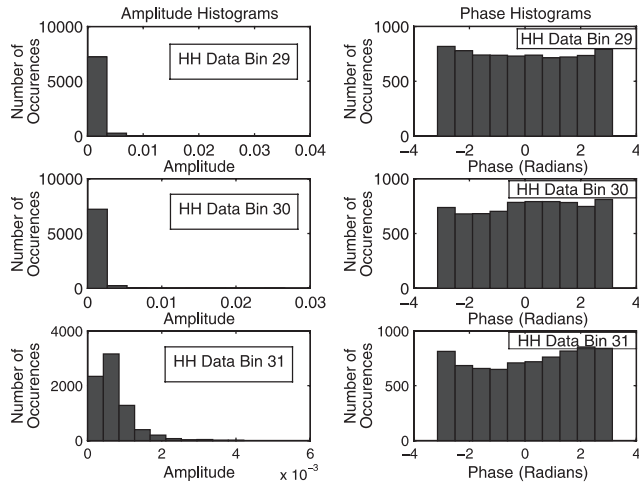 Amplitude Histograms
Phase Histograms
10000
5000
0
Number of
Occurences
HH Data Bin 29
0
0.01
0.02
0.03
0.04
Amplitude
1000
500
0
Number of
Occurences
HH Data Bin 29
−4
−2
0
2
4
Phase (Radians)
10000
5000
0
Number of
Occurences
HH Data Bin 30
0
0.01
0.02
0.03
Amplitude
1000
500
0
Number of
Occurences
HH Data Bin 30
−4
−2
0
2
4
Phase (Radians)
4000
2000
0
Number of
Occurences
HH Data Bin 31
0
2
4
6
Amplitude
x 10⁻³
1000
500
0
Number of
Occurences
HH Data Bin 31
−4
−2
0
2
4
Phase (Radians)